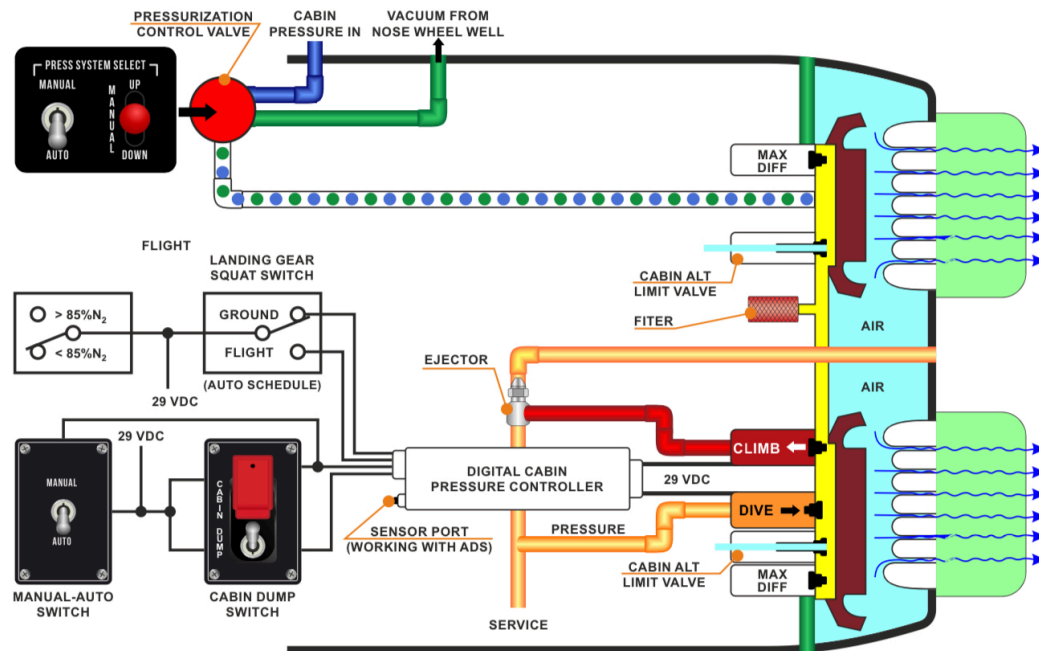 PRESSURIZATION
CONTROL VALVE
CABIN
PRESSURE IN
VACUUM FROM
NOSE WHEEL WELL
PRESS SYSTEM SELECT
MANUAL
AUTO
MANUAL
UP
DOWN
MAX
DIFF
CABIN ALT
LIMIT VALVE
FITER
AIR
AIR
FLIGHT
LANDING GEAR
SQUAT SWITCH
> 85%N2
< 85%N2
GROUND
FLIGHT
(AUTO SCHEDULE)
29 VDC
EJECTOR
29 VDC
MANUAL
AUTO
MANUAL-AUTO
SWITCH
CABIN DUMP
CABIN DUMP
SWITCH
DIGITAL CABIN
PRESSURE CONTROLLER
SENSOR PORT
(WORKING WITH ADS)
29 VDC
CLIMB
DIVE
PRESSURE
CABIN ALT
LIMIT VALVE
MAX
DIFF
SERVICE